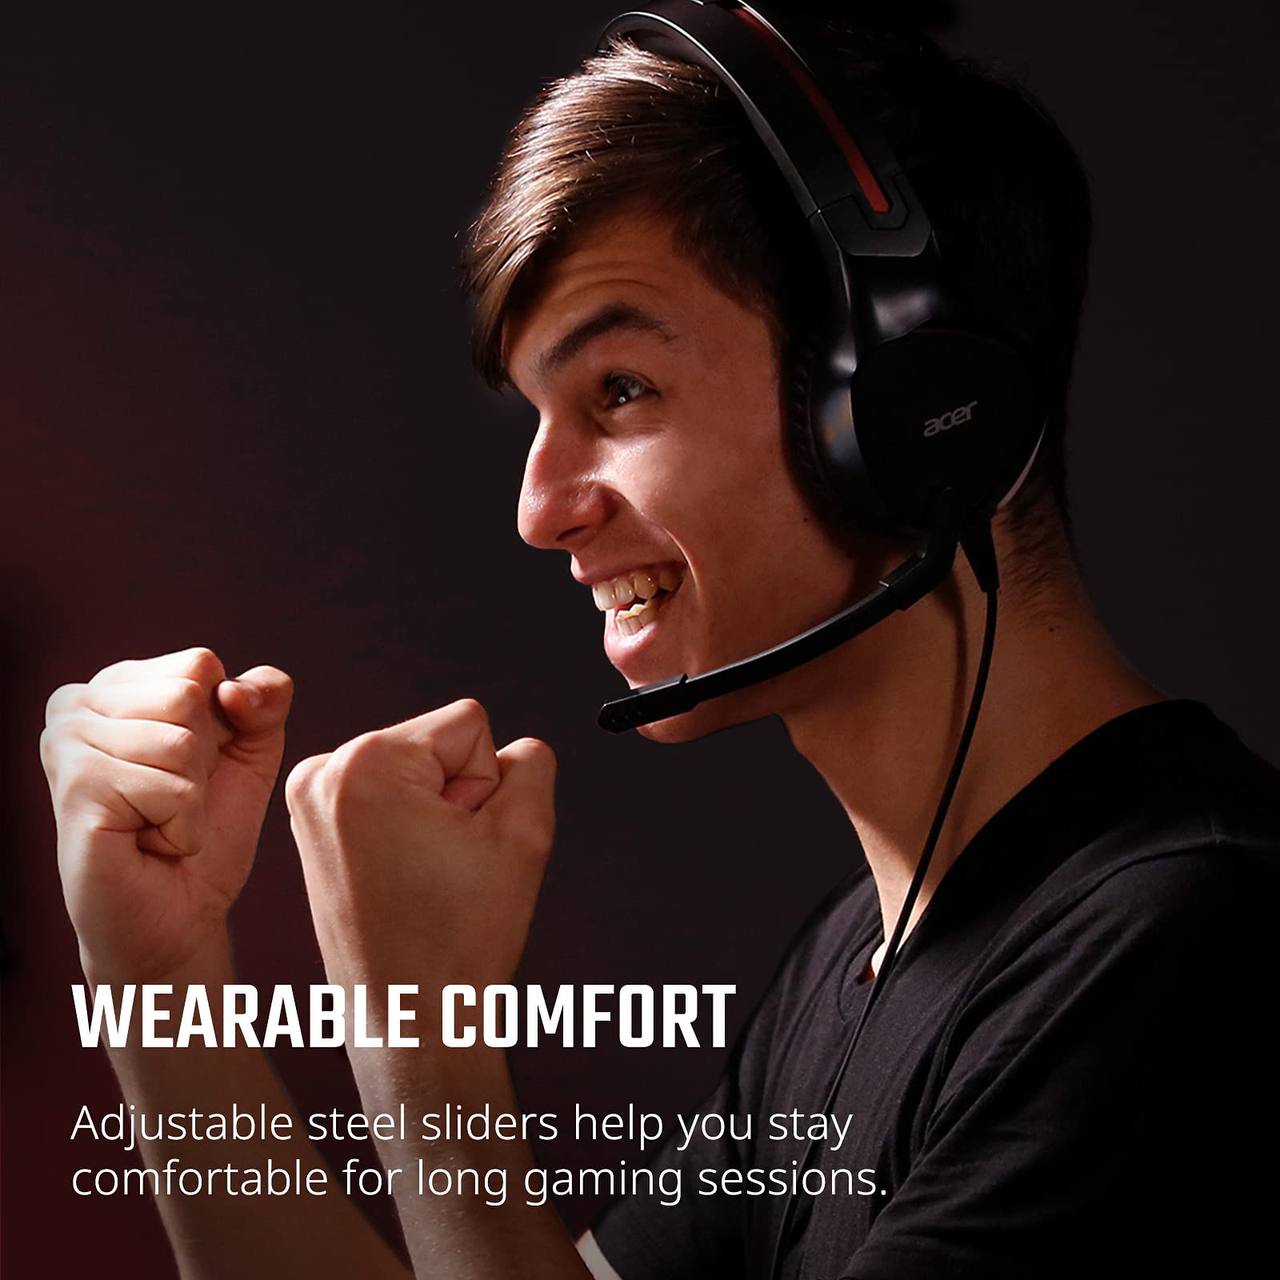 acer
WEARABLE COMFORT
Adjustable steel sliders help you stay
comfortable for long gaming sessions.